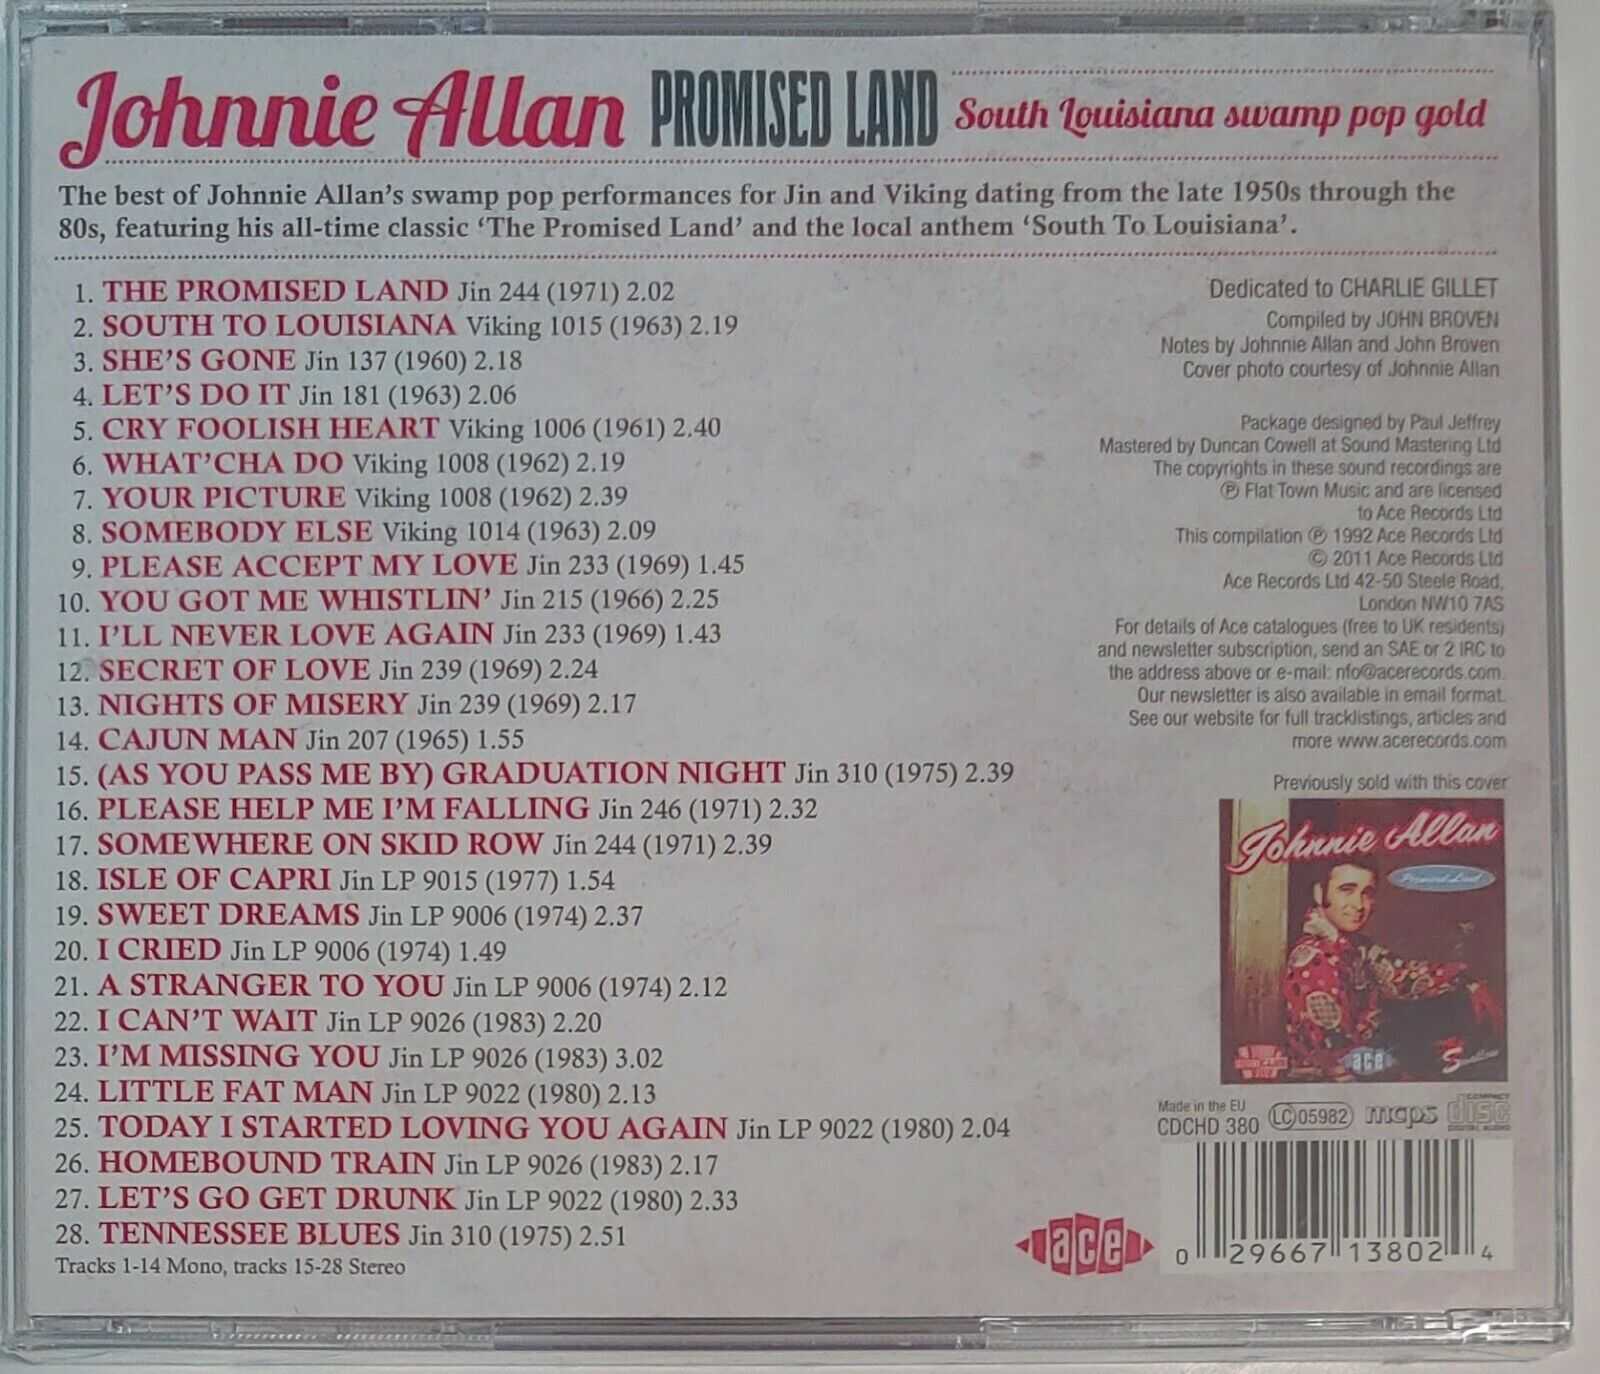 Johnnie Allan PROMISED LAND South Louisiana swamp pop gold
The best of Johnnie Allan's swamp pop performances for Jin and Viking dating from the late 1950s through the
80s, featuring his all-time classic 'The Promised Land' and the local anthem 'South To Louisiana'.
1. THE PROMISED LAND Jin 244 (1971) 2.02
2. SOUTH TO LOUISIANA Viking 1015 (1963) 2.19
3. SHE'S GONE Jin 137 (1960) 2.18
4. LET'S DO IT Jin 181 (1963) 2.06
5. CRY FOOLISH HEART Viking 1006 (1961) 2.40
6. WHAT'CHA DO Viking 1008 (1962) 2.19
7. YOUR PICTURE Viking 1008 (1962) 2.39
8. SOMEBODY ELSE Viking 1014 (1963) 2.09
9. PLEASE ACCEPT MY LOVE Jin 233 (1969) 1.45
10. YOU GOT ME WHISTLIN' Jin 215 (1966) 2.25
11. I'LL NEVER LOVE AGAIN Jin 233 (1969) 1.43
12. SECRET OF LOVE Jin 239 (1969) 2.24
13. NIGHTS OF MISERY Jin 239 (1969) 2.17
14. CAJUN MAN Jin 207 (1965) 1.55
15. (AS YOU PASS ME BY) GRADUATION NIGHT Jin 310 (1975) 2.39
16. PLEASE HELP ME I'M FALLING Jin 246 (1971) 2.32
17. SOMEWHERE ON SKID ROW Jin 244 (1971) 2.39
18. ISLE OF CAPRI Jin LP 9015 (1977) 1.54
19. SWEET DREAMS Jin LP 9006 (1974) 2.37
20. I CRIED Jin LP 9006 (1974) 1.49
21. A STRANGER TO YOU Jin LP 9006 (1974) 2.12
22. I CAN'T WAIT Jin LP 9026 (1983) 2.20
23. I'M MISSING YOU Jin LP 9026 (1983) 3.02
24. LITTLE FAT MAN Jin LP 9022 (1980) 2.13
25. TODAY I STARTED LOVING YOU AGAIN Jin LP 9022 (1980) 2.04
26. HOMEBOUND TRAIN Jin LP 9026 (1983) 2.17
27. LET'S GO GET DRUNK Jin LP 9022 (1980) 2.33
28. TENNESSEE BLUES Jin 310 (1975) 2.51
Tracks 1-14 Mono, tracks 15-28 Stereo
Dedicated to CHARLIE GILLET
Compiled by JOHN BROVEN
Notes by Johnnie Allan and John Broven
Cover photo courtesy of Johnnie Allan
Package designed by Paul Jeffrey
Mastered by Duncan Cowell at Sound Mastering Ltd
The copyrights in these sound recordings are
℗ Flat Town Music and are licensed
to Ace Records Ltd
This compilation ℗ 1992 Ace Records Ltd
© 2011 Ace Records Ltd
Ace Records Ltd 42-50 Steele Road,
London NW10 7AS
For details of Ace catalogues (free to UK residents)
and newsletter subscription, send an SAE or 2 IRC to
the address above or e-mail: nfo@acerecords.com.
Our newsletter is also available in email format.
See our website for full tracklistings, articles and
more www.acerecords.com
Previously sold with this cover
Johnnie Allan
Promised Land
ace
Swallow
Made in the EU
CDCHD 380
LC 05982
mcps
COMPACT
disc
DIGITAL AUDIO
ace
0 29667 13802 4